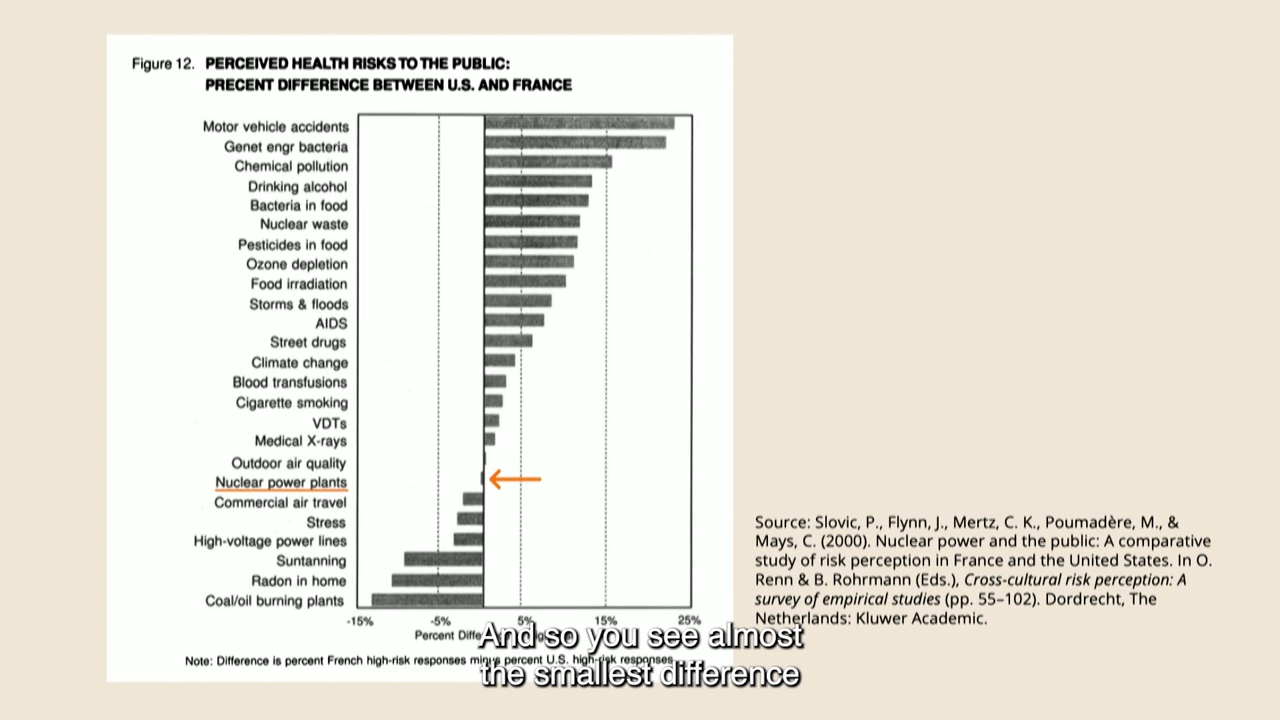 Figure 12. PERCEIVED HEALTH RISKS TO THE PUBLIC:
PRECENT DIFFERENCE BETWEEN U.S. AND FRANCE
Motor vehicle accidents
Genet engr bacteria
Chemical pollution
Drinking alcohol
Bacteria in food
Nuclear waste
Pesticides in food
Ozone depletion
Food irradiation
Storms & floods
AIDS
Street drugs
Climate change
Blood transfusions
Cigarette smoking
VDTs
Medical X-rays
Outdoor air quality
Nuclear power plants
Commercial air travel
Stress
High-voltage power lines
Suntanning
Radon in home
Coal/oil burning plants
-15% -5% 5% 15% 25%
Percent
Note: Difference is percent French high-risk responses minus percent U.S. high-risk responses
Source: Slovic, P., Flynn, J., Mertz, C. K., Poumadère, M., &
Mays, C. (2000). Nuclear power and the public: A comparative
study of risk perception in France and the United States. In O.
Renn & B. Rohrmann (Eds.), Cross-cultural risk perception: A
survey of empirical studies (pp. 55–102). Dordrecht, The
Netherlands: Kluwer Academic.
And so you see almost
the smallest difference